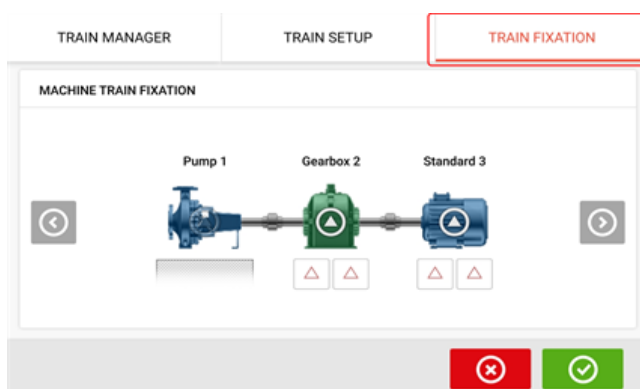 TRAIN MANAGER TRAIN SETUP TRAIN FIXATION
MACHINE TRAIN FIXATION
Pump 1 Gearbox 2 Standard 3